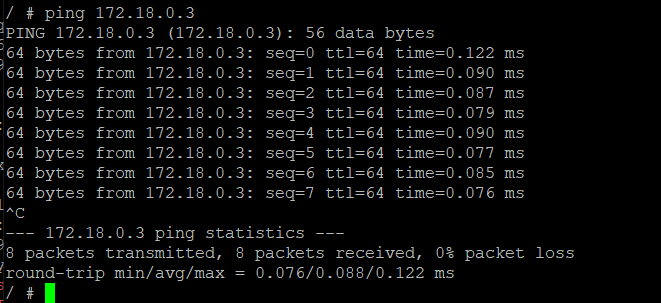 / # ping 172.18.0.3
PING 172.18.0.3 (172.18.0.3): 56 data bytes
64 bytes from 172.18.0.3: seq=0 ttl=64 time=0.122 ms
64 bytes from 172.18.0.3: seq=1 ttl=64 time=0.090 ms
64 bytes from 172.18.0.3: seq=2 ttl=64 time=0.087 ms
64 bytes from 172.18.0.3: seq=3 ttl=64 time=0.079 ms
64 bytes from 172.18.0.3: seq=4 ttl=64 time=0.090 ms
64 bytes from 172.18.0.3: seq=5 ttl=64 time=0.077 ms
64 bytes from 172.18.0.3: seq=6 ttl=64 time=0.085 ms
64 bytes from 172.18.0.3: seq=7 ttl=64 time=0.076 ms
^C
--- 172.18.0.3 ping statistics ---
8 packets transmitted, 8 packets received, 0% packet loss
round-trip min/avg/max = 0.076/0.088/0.122 ms
/ #